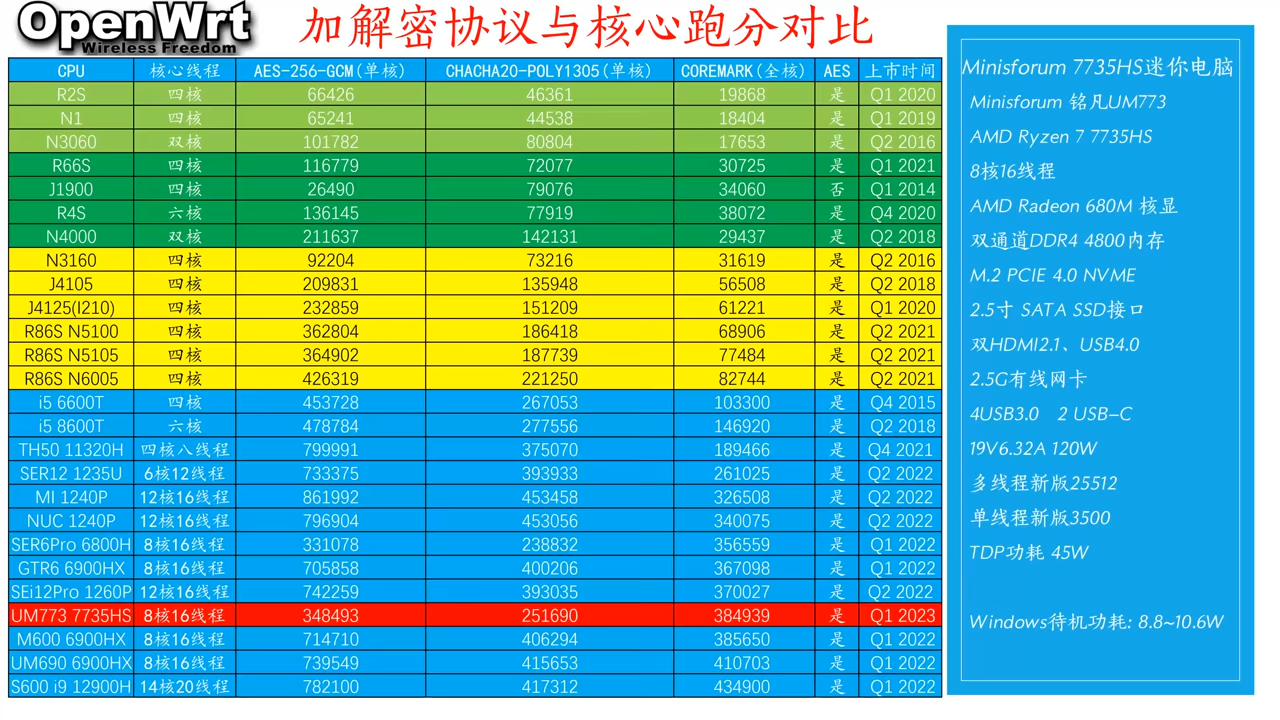 OpenWrt
Wireless Freedom
加解密协议与核心跑分对比
CPU 核心线程 AES-256-GCM(单核) CHACHA20-POLY1305(单核) COREMARK(全核) AES 上市时间
R2S 四核 66426 46361 19868 是 Q1 2020
N1 四核 65241 44538 18404 是 Q1 2019
N3060 双核 101782 80804 17653 是 Q2 2016
R66S 四核 116779 72077 30725 是 Q1 2021
J1900 四核 26490 79076 34060 否 Q1 2014
R4S 六核 136145 77919 38072 是 Q4 2020
N4000 双核 211637 142131 29437 是 Q2 2018
N3160 四核 92204 73216 31619 是 Q2 2016
J4105 四核 209831 135948 56508 是 Q2 2018
J4125(I210) 四核 232859 151209 61221 是 Q1 2020
R86S N5100 四核 362804 186418 68906 是 Q2 2021
R86S N5105 四核 364902 187739 77484 是 Q2 2021
R86S N6005 四核 426319 221250 82744 是 Q2 2021
i5 6600T 四核 453728 267053 103300 是 Q4 2015
i5 8600T 六核 478784 277556 146920 是 Q2 2018
TH50 11320H 四核八线程 799991 375070 189466 是 Q4 2021
SER12 1235U 6核12线程 733375 393933 261025 是 Q2 2022
MI 1240P 12核16线程 861992 453458 326508 是 Q2 2022
NUC 1240P 12核16线程 796904 453056 340075 是 Q2 2022
SER6Pro 6800H 8核16线程 331078 238832 356559 是 Q1 2022
GTR6 6900HX 8核16线程 705858 400206 367098 是 Q1 2022
SEi12Pro 1260P 12核16线程 742259 393035 370027 是 Q2 2022
UM773 7735HS 8核16线程 348493 251690 384939 是 Q1 2023
M600 6900HX 8核16线程 714710 406294 385650 是 Q1 2022
UM690 6900HX 8核16线程 739549 415653 410703 是 Q1 2022
S600 i9 12900H 14核20线程 782100 417312 434900 是 Q1 2022
Minisforum 7735HS迷你电脑
Minisforum 铭凡UM773
AMD Ryzen 7 7735HS
8核16线程
AMD Radeon 680M 核显
双通道DDR4 4800内存
M.2 PCIE 4.0 NVME
2.5寸 SATA SSD接口
双HDMI2.1、USB4.0
2.5G有线网卡
4USB3.0 2 USB-C
19V6.32A 120W
多线程新版25512
单线程新版3500
TDP功耗 45W
Windows待机功耗: 8.8~10.6W